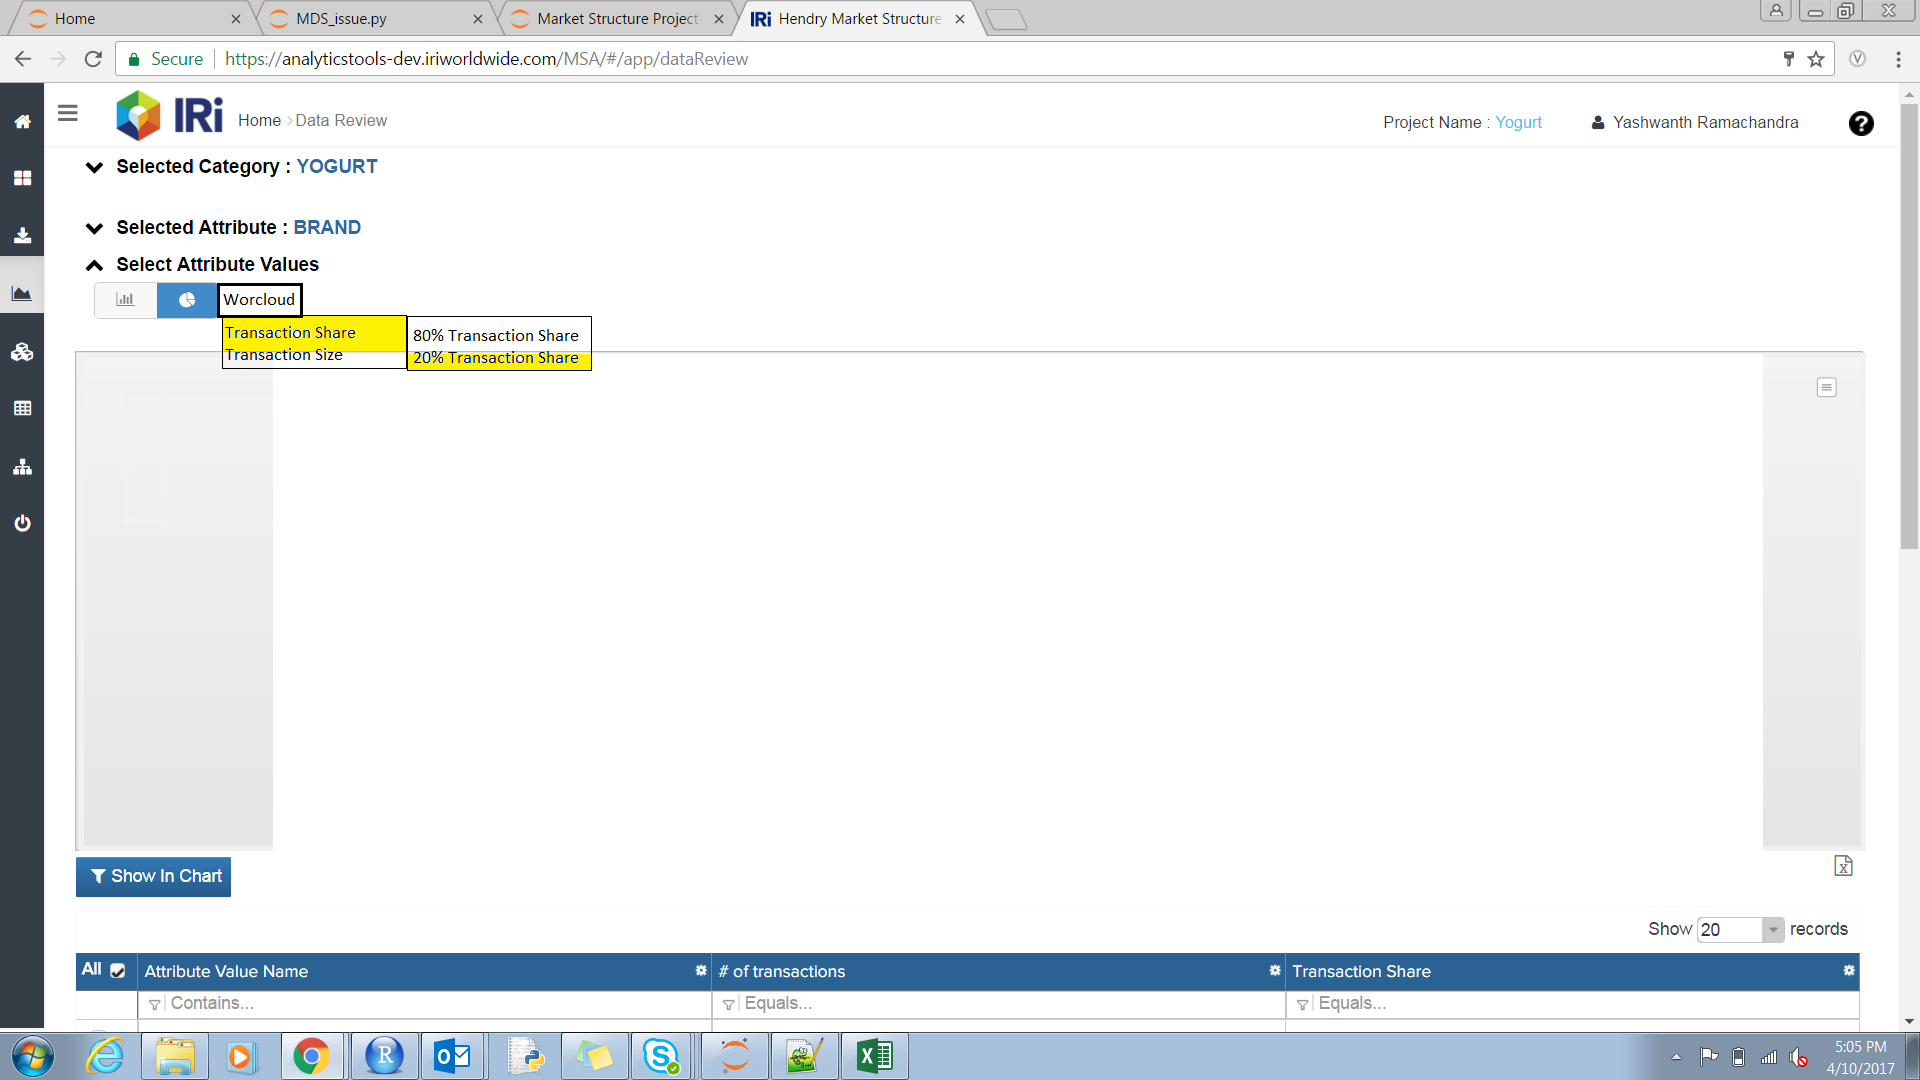 Home
MDS_issue.py
Market Structure Project
IRi Hendry Market Structure
Secure
https://analyticstools-dev.iriworldwide.com/MSA/#/app/dataReview
IRi
Home
Data Review
Project Name : Yogurt
Yashwanth Ramachandra
?
Selected Category : YOGURT
Selected Attribute : BRAND
Select Attribute Values
Worcloud
Transaction Share
Transaction Size
80% Transaction Share
20% Transaction Share
Show In Chart
Show 20 records
All
Attribute Value Name
# of transactions
Transaction Share
Contains...
Equals...
Equals...
5:05 PM
4/10/2017